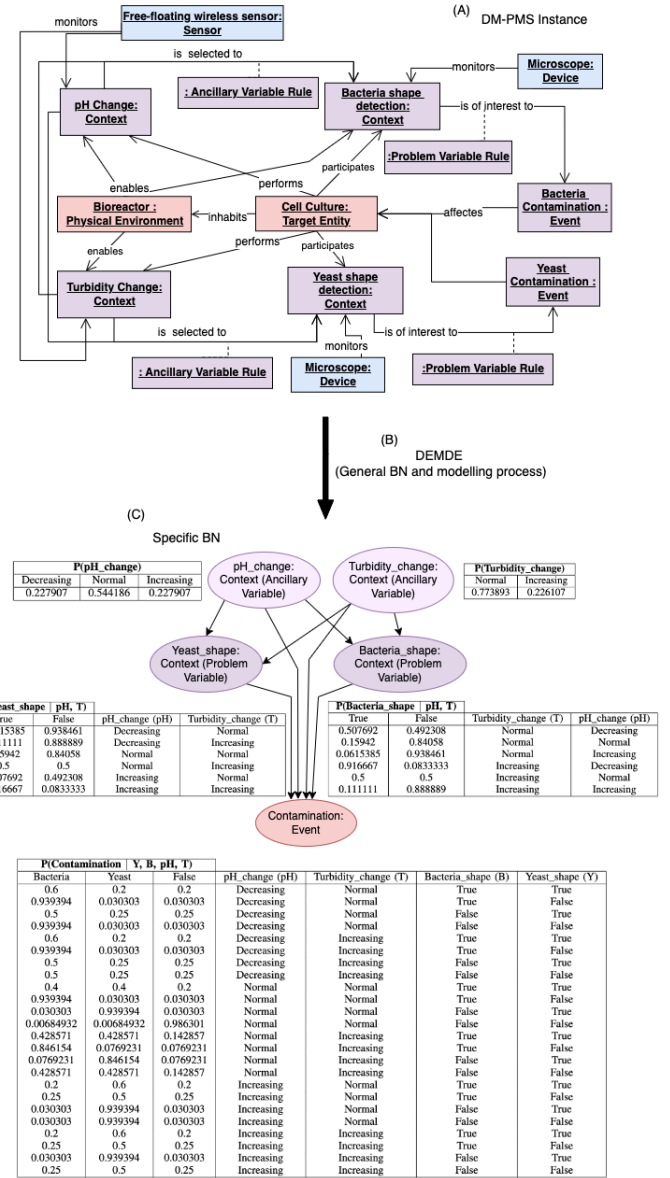 (A)
DM-PMS Instance
Free-floating wireless sensor:
Sensor
monitors
is selected to
: Ancillary Variable Rule
Bacteria shape
detection:
Context
monitors
Microscope:
Device
pH Change:
Context
is of interest to
:Problem Variable Rule
participates
enables
performs
Bioreactor :
Physical Environment
inhabits
Cell Culture:
Target Entity
affectes
Bacteria
Contamination :
Event
enables
performs
participates
Turbidity Change:
Context
Yeast shape
detection:
Context
Yeast
Contamination :
Event
is selected to
is of interest to
monitors
: Ancillary Variable Rule
Microscope:
Device
:Problem Variable Rule
(B)
DEMDE
(General BN and modelling process)
(C)
Specific BN
P(pH_change)
Decreasing Normal Increasing
0.227907 0.544186 0.227907
pH_change:
Context (Ancillary
Variable)
Turbidity_change:
Context (Ancillary
Variable)
P(Turbidity_change)
Normal Increasing
0.773893 0.226107
Yeast_shape:
Context (Problem
Variable)
Bacteria_shape:
Context (Problem
Variable)
east_shape | pH, T)
rue False pH_change (pH) Turbidity_change (T)
15385 0.938461 Decreasing Normal
11111 0.888889 Decreasing Increasing
5942 0.84058 Normal Normal
0.5 0.5 Normal Increasing
07692 0.492308 Increasing Normal
16667 0.0833333 Increasing Increasing
P(Bacteria_shape | pH, T)
True False Turbidity_change (T) pH_change (pH)
0.507692 0.492308 Normal Decreasing
0.15942 0.84058 Normal Normal
0.0615385 0.938461 Normal Increasing
0.916667 0.0833333 Increasing Decreasing
0.5 0.5 Increasing Normal
0.111111 0.888889 Increasing Increasing
Contamination:
Event
P(Contamination | Y, B, pH, T)
Bacteria Yeast False pH_change (pH) Turbidity_change (T) Bacteria_shape (B) Yeast_shape (Y)
0.6 0.2 0.2 Decreasing Normal True True
0.939394 0.030303 0.030303 Decreasing Normal True False
0.5 0.25 0.25 Decreasing Normal False True
0.939394 0.030303 0.030303 Decreasing Normal False False
0.6 0.2 0.2 Decreasing Increasing True True
0.939394 0.030303 0.030303 Decreasing Increasing True False
0.5 0.25 0.25 Decreasing Increasing False True
0.5 0.25 0.25 Decreasing Increasing False False
0.4 0.4 0.2 Normal Normal True True
0.939394 0.030303 0.030303 Normal Normal True False
0.030303 0.939394 0.030303 Normal Normal False True
0.00684932 0.00684932 0.986301 Normal Normal False False
0.428571 0.428571 0.142857 Normal Increasing True True
0.846154 0.0769231 0.0769231 Normal Increasing True False
0.0769231 0.846154 0.0769231 Normal Increasing False True
0.428571 0.428571 0.142857 Normal Increasing False False
0.2 0.6 0.2 Increasing Normal True True
0.25 0.5 0.25 Increasing Normal True False
0.030303 0.939394 0.030303 Increasing Normal False True
0.030303 0.939394 0.030303 Increasing Normal False False
0.2 0.6 0.2 Increasing Increasing True True
0.25 0.5 0.25 Increasing Increasing True False
0.030303 0.939394 0.030303 Increasing Increasing False True
0.25 0.5 0.25 Increasing Increasing False False